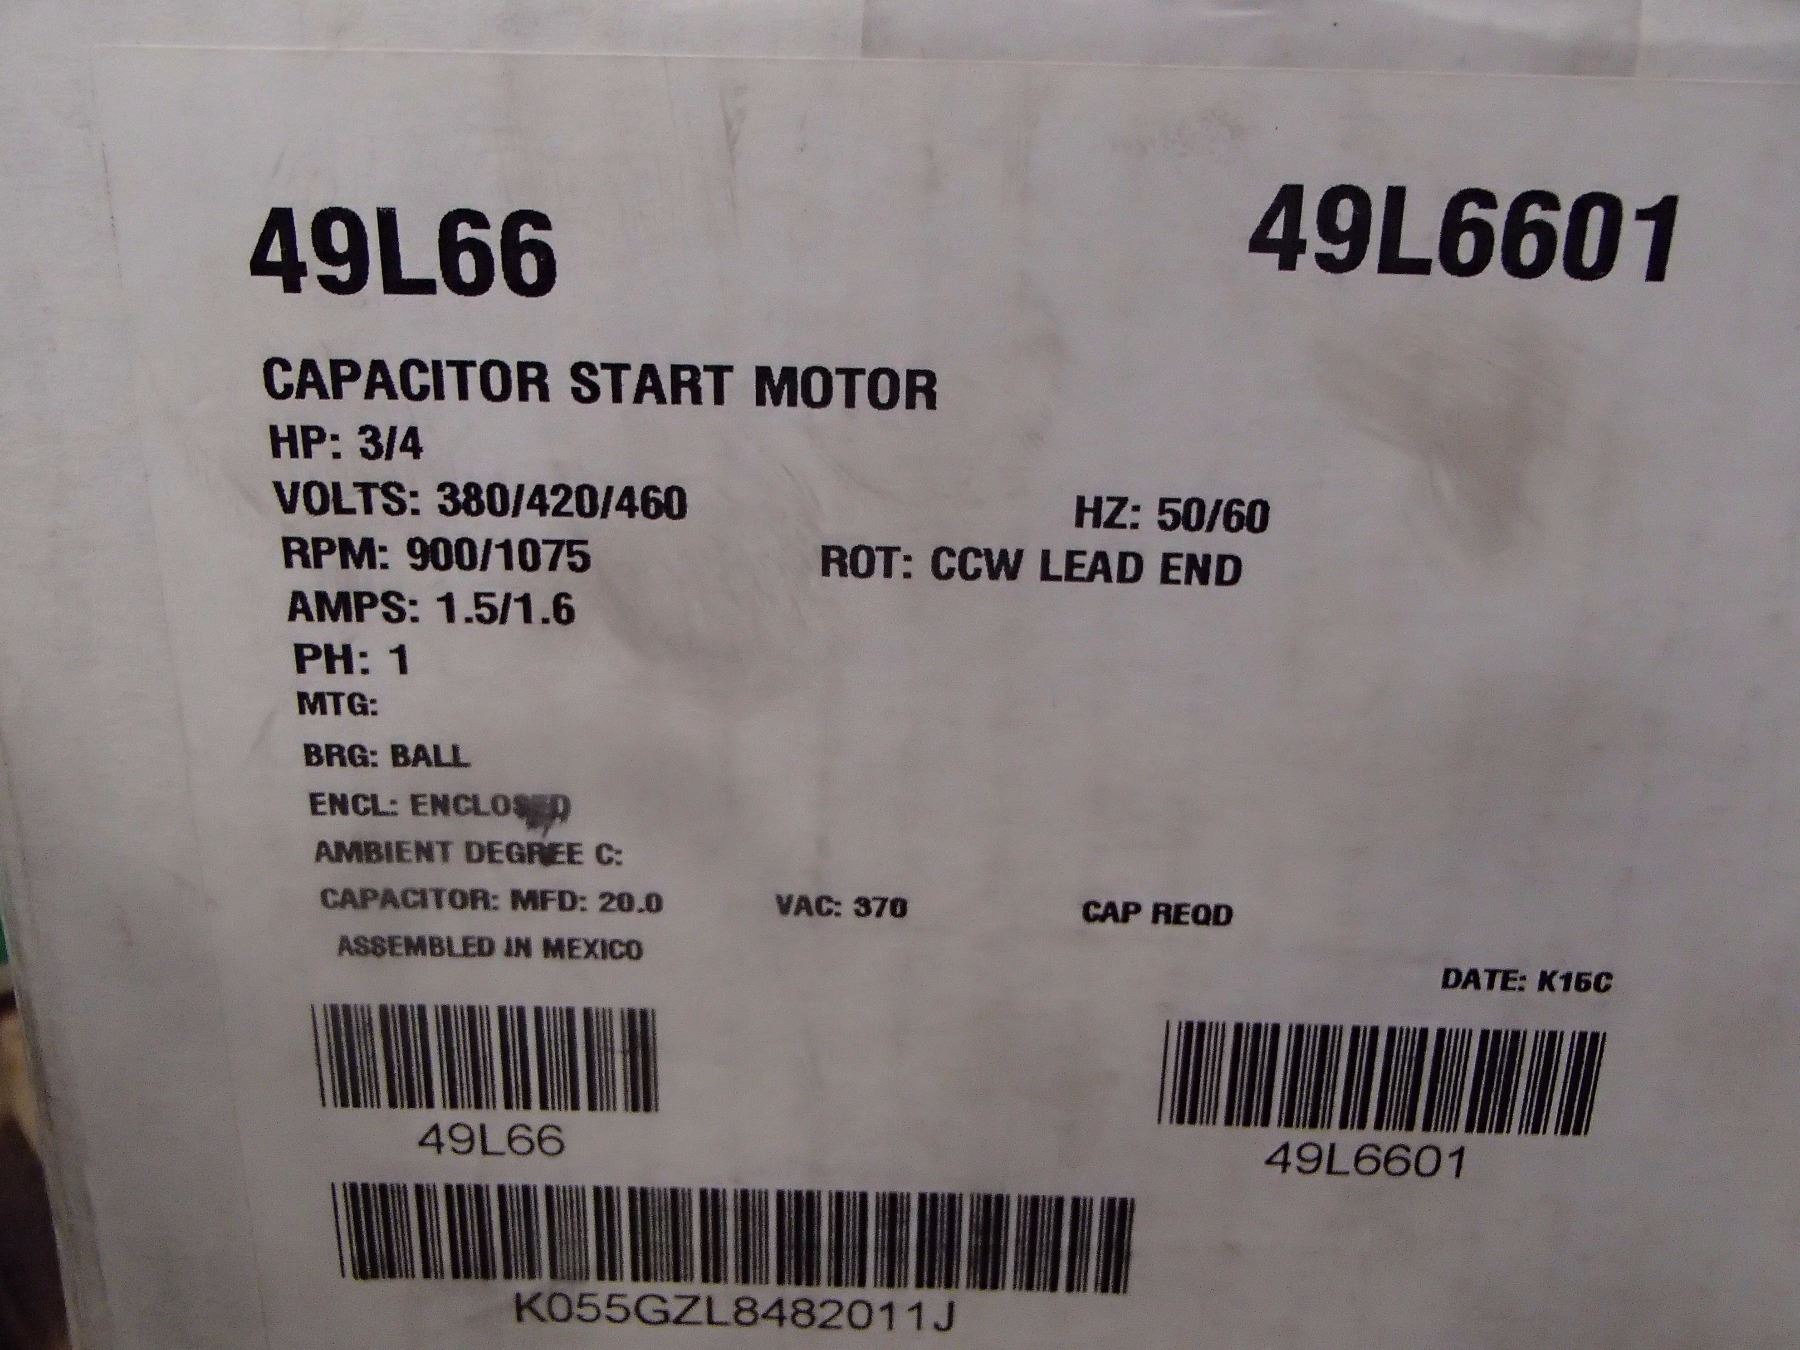 49L66 49L6601
CAPACITOR START MOTOR
HP: 3/4
VOLTS: 380/420/460 HZ: 50/60
RPM: 900/1075 ROT: CCW LEAD END
AMPS: 1.5/1.6
PH: 1
MTG:
BRG: BALL
ENCL: ENCLOSED
AMBIENT DEGREE C:
CAPACITOR: MFD: 20.0 VAC: 370 CAP REQD
ASSEMBLED IN MEXICO
DATE: K15C
49L66 49L6601
K055GZL8482011J